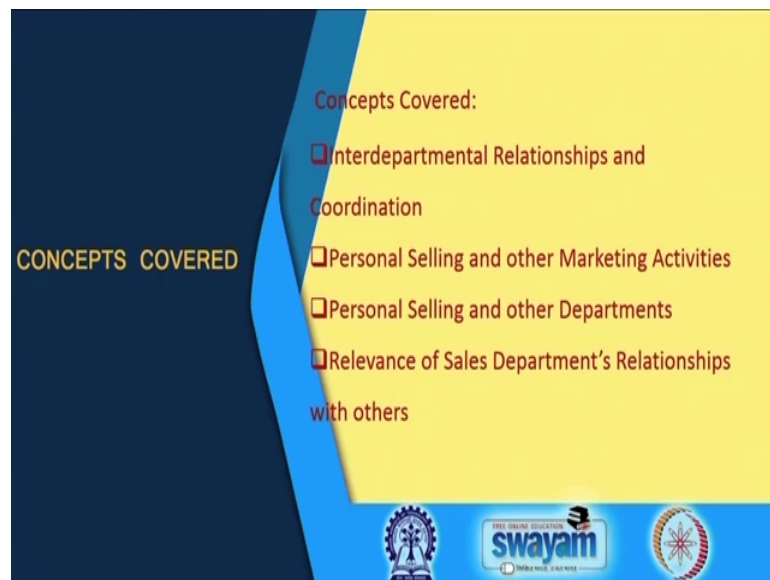 Concepts Covered:
❑Interdepartmental Relationships and
Coordination
CONCEPTS COVERED
❑Personal Selling and other Marketing Activities
❑Personal Selling and other Departments
❑Relevance of Sales Department's Relationships
with others
FREE ONLINE EDUCATION
swayam